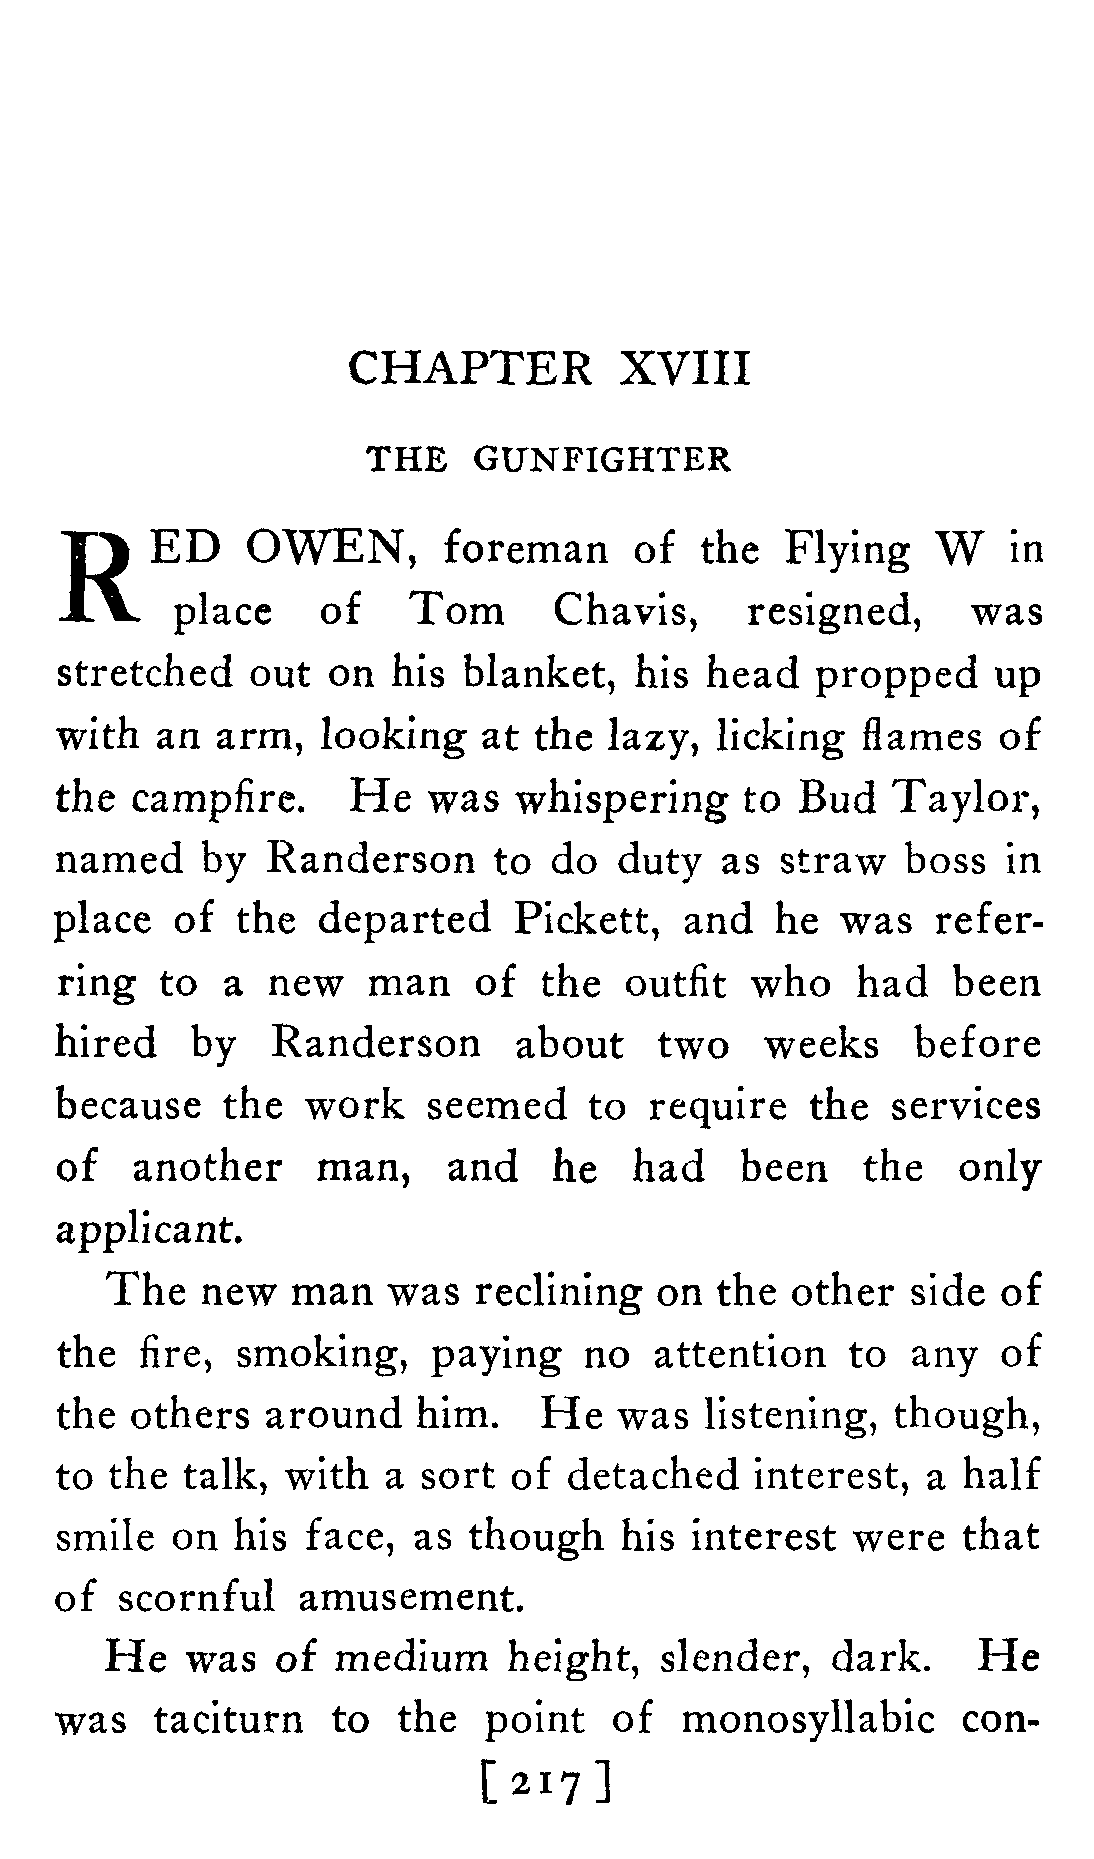 CHAPTER XVIII
THE GUNFIGHTER
RED OWEN, foreman of the Flying W in
place of Tom Chavis, resigned, was
stretched out on his blanket, his head propped up
with an arm, looking at the lazy, licking flames of
the campfire. He was whispering to Bud Taylor,
named by Randerson to do duty as straw boss in
place of the departed Pickett, and he was refer-
ring to a new man of the outfit who had been
hired by Randerson about two weeks before
because the work seemed to require the services
of another man, and he had been the only
applicant.
The new man was reclining on the other side of
the fire, smoking, paying no attention to any of
the others around him. He was listening, though,
to the talk, with a sort of detached interest, a half
smile on his face, as though his interest were that
of scornful amusement.
He was of medium height, slender, dark. He
was taciturn to the point of monosyllabic con-
[217]